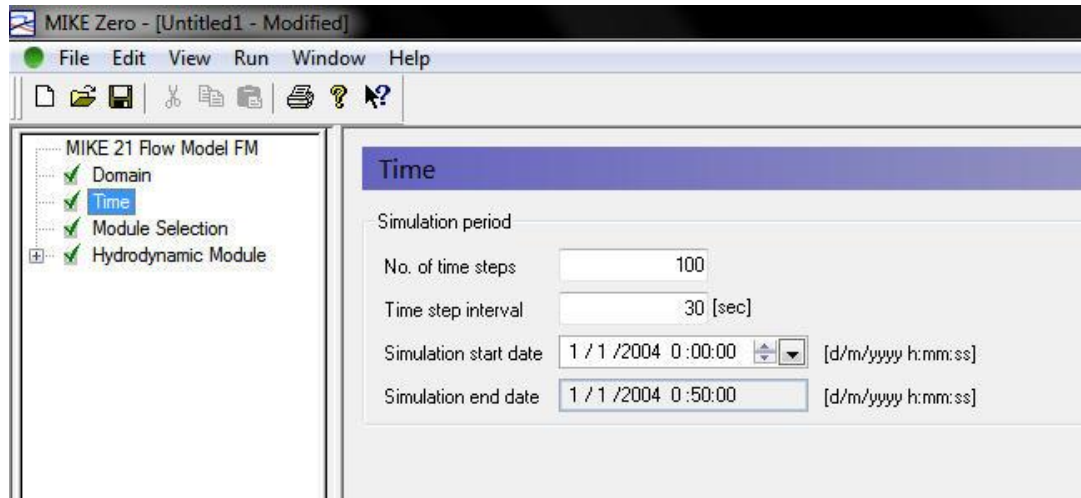 MIKE Zero - [Untitled1 - Modified]
File Edit View Run Window Help
MIKE 21 Flow Model FM
Domain
Time
Module Selection
Hydrodynamic Module
Time
Simulation period
No. of time steps 100
Time step interval 30 [sec]
Simulation start date 1 / 1 /2004 0 :00:00 [d/m/yyyy h:mm:ss]
Simulation end date 1 / 1 /2004 0 :50:00 [d/m/yyyy h:mm:ss]